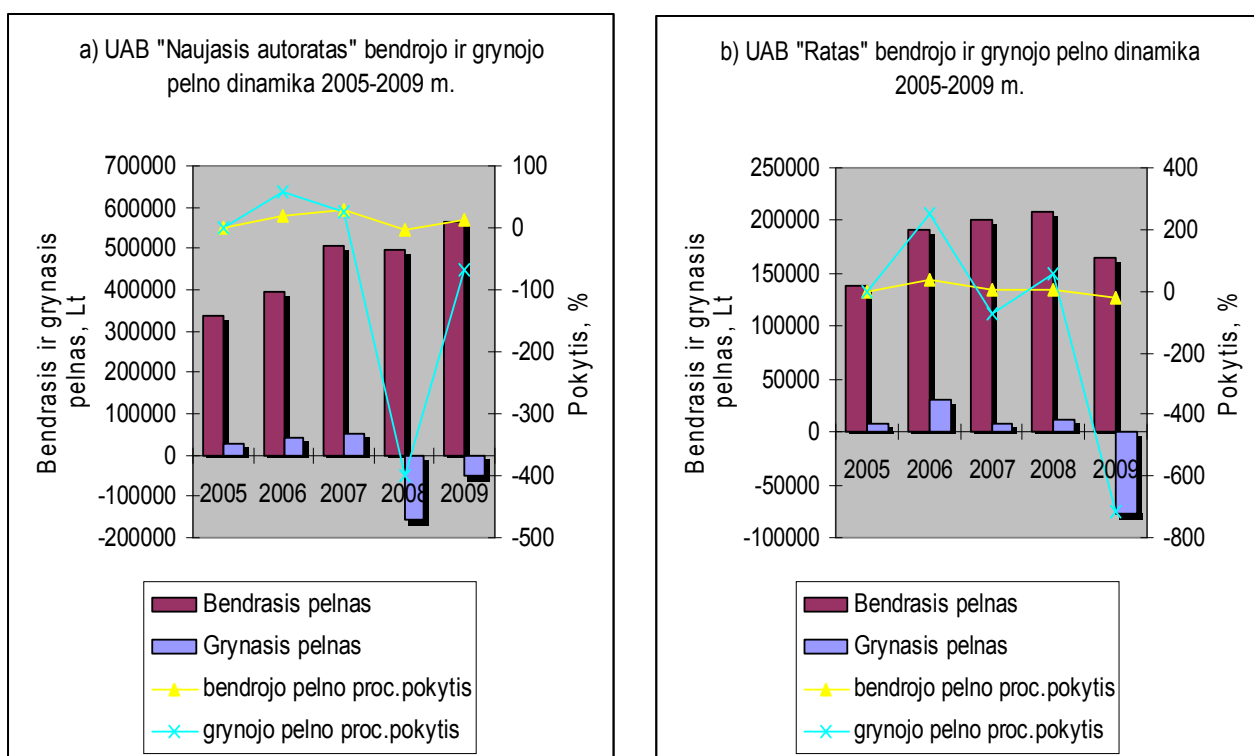 a) UAB "Naujasis autoratas" bendrojo ir grynojo
pelno dinamika 2005-2009 m.
Bendrasis ir grynasis
pelnas, Lt
700000
600000
500000
400000
300000
200000
100000
0
-100000
-200000
2005
2006
2007
2008
2009
100
0
-100
-200
-300
-400
-500
Pokytis, %
Bendrasis pelnas
Grynasis pelnas
bendrojo pelno proc.pokytis
grynojo pelno proc.pokytis
b) UAB "Ratas" bendrojo ir grynojo pelno dinamika
2005-2009 m.
Bendrasis ir grynasis
pelnas, Lt
250000
200000
150000
100000
50000
0
-50000
-100000
2005
2006
2007
2008
2009
400
200
0
-200
-400
-600
-800
Pokytis, %
Bendrasis pelnas
Grynasis pelnas
bendrojo pelno proc.pokytis
grynojo pelno proc.pokytis